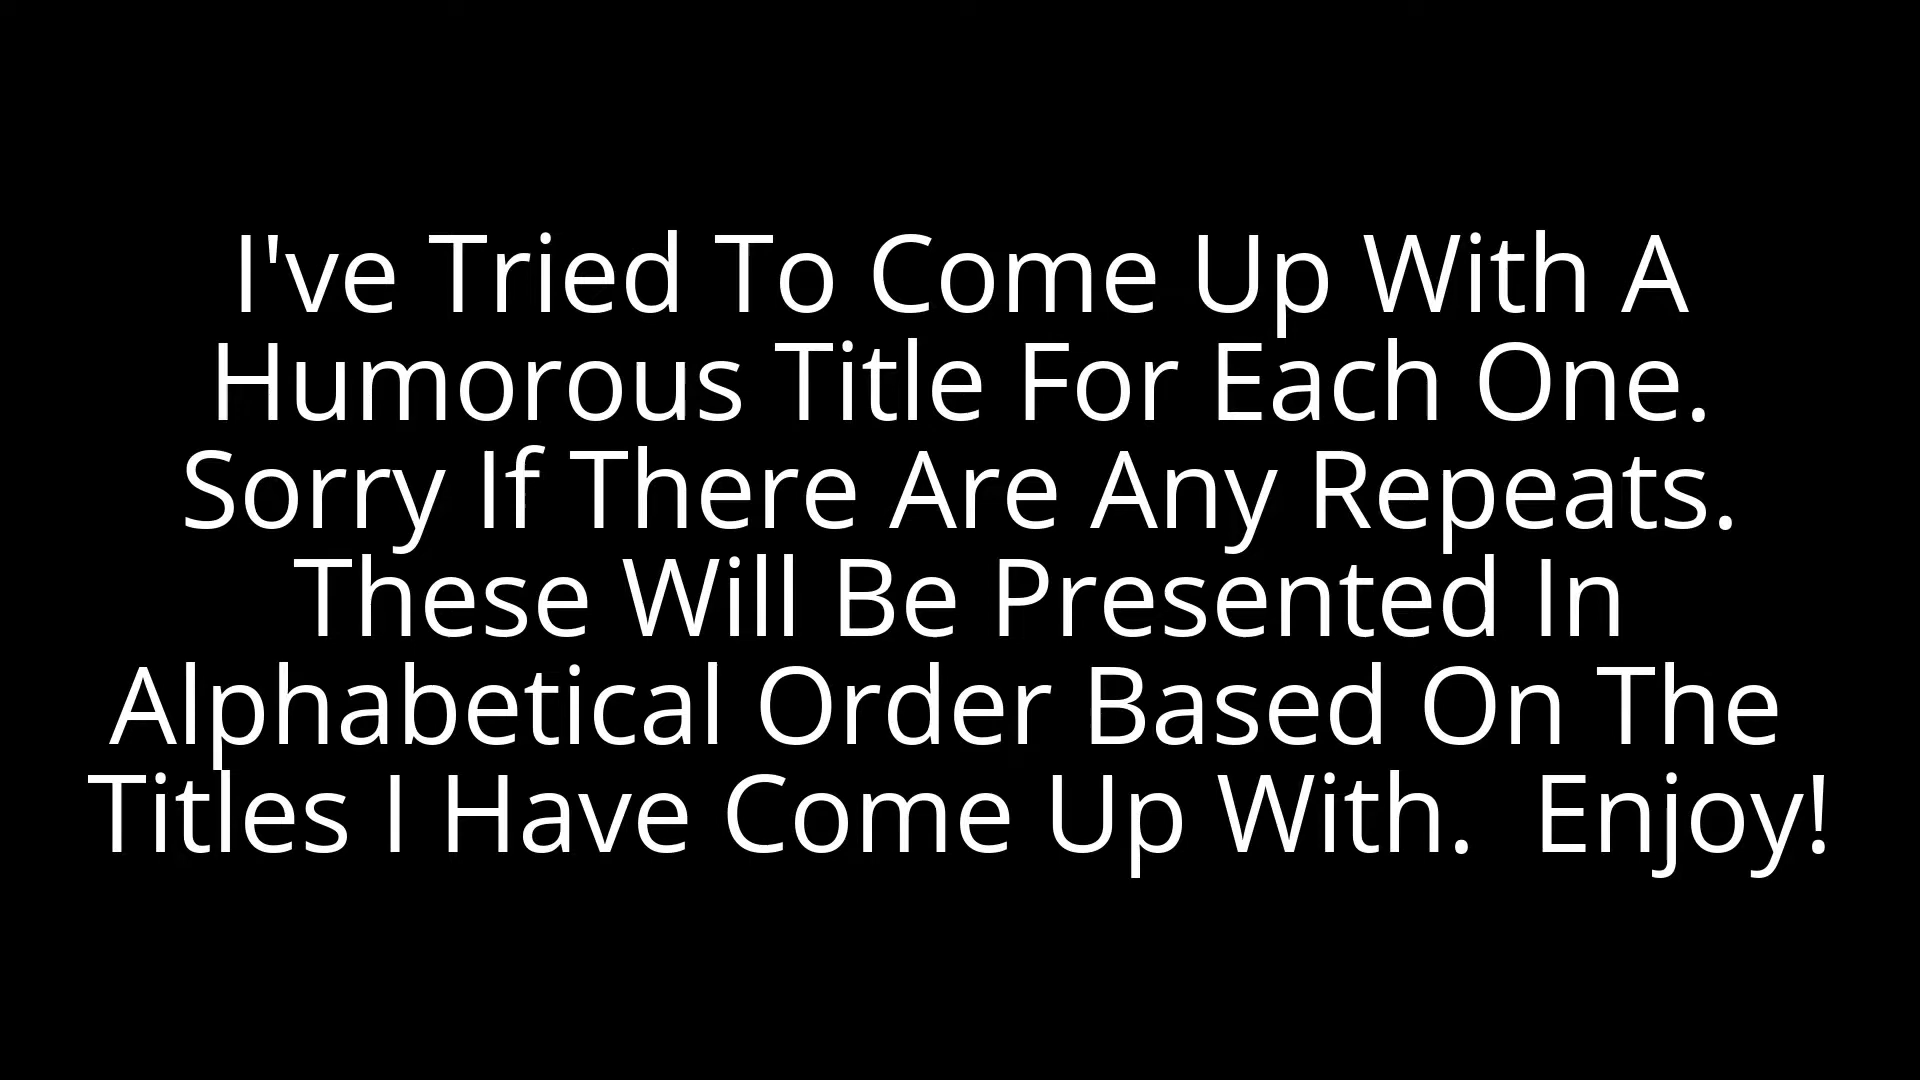 I've Tried To Come Up With A
Humorous Title For Each One.
Sorry If There Are Any Repeats.
These Will Be Presented In
Alphabetical Order Based On The
Titles I Have Come Up With.  Enjoy!